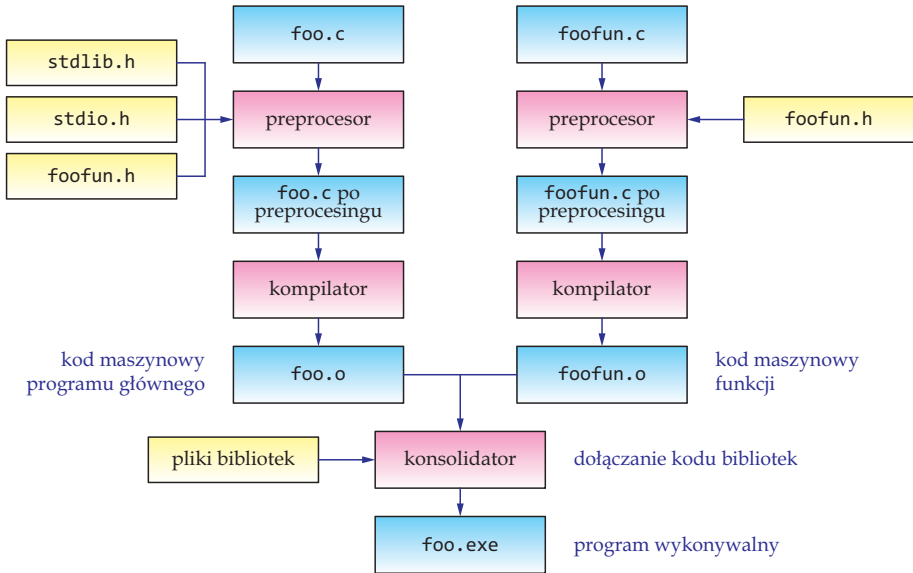 foo.c
foofun.c
stdlib.h
stdio.h
foofun.h
preprocesor
preprocesor
foofun.h
foo.c po
preprocesingu
foofun.c po
preprocesingu
kompilator
kompilator
kod maszynowy
programu głównego
foo.o
foofun.o
kod maszynowy
funkcji
pliki bibliotek
konsolidator
dołączanie kodu bibliotek
foo.exe
program wykonywalny